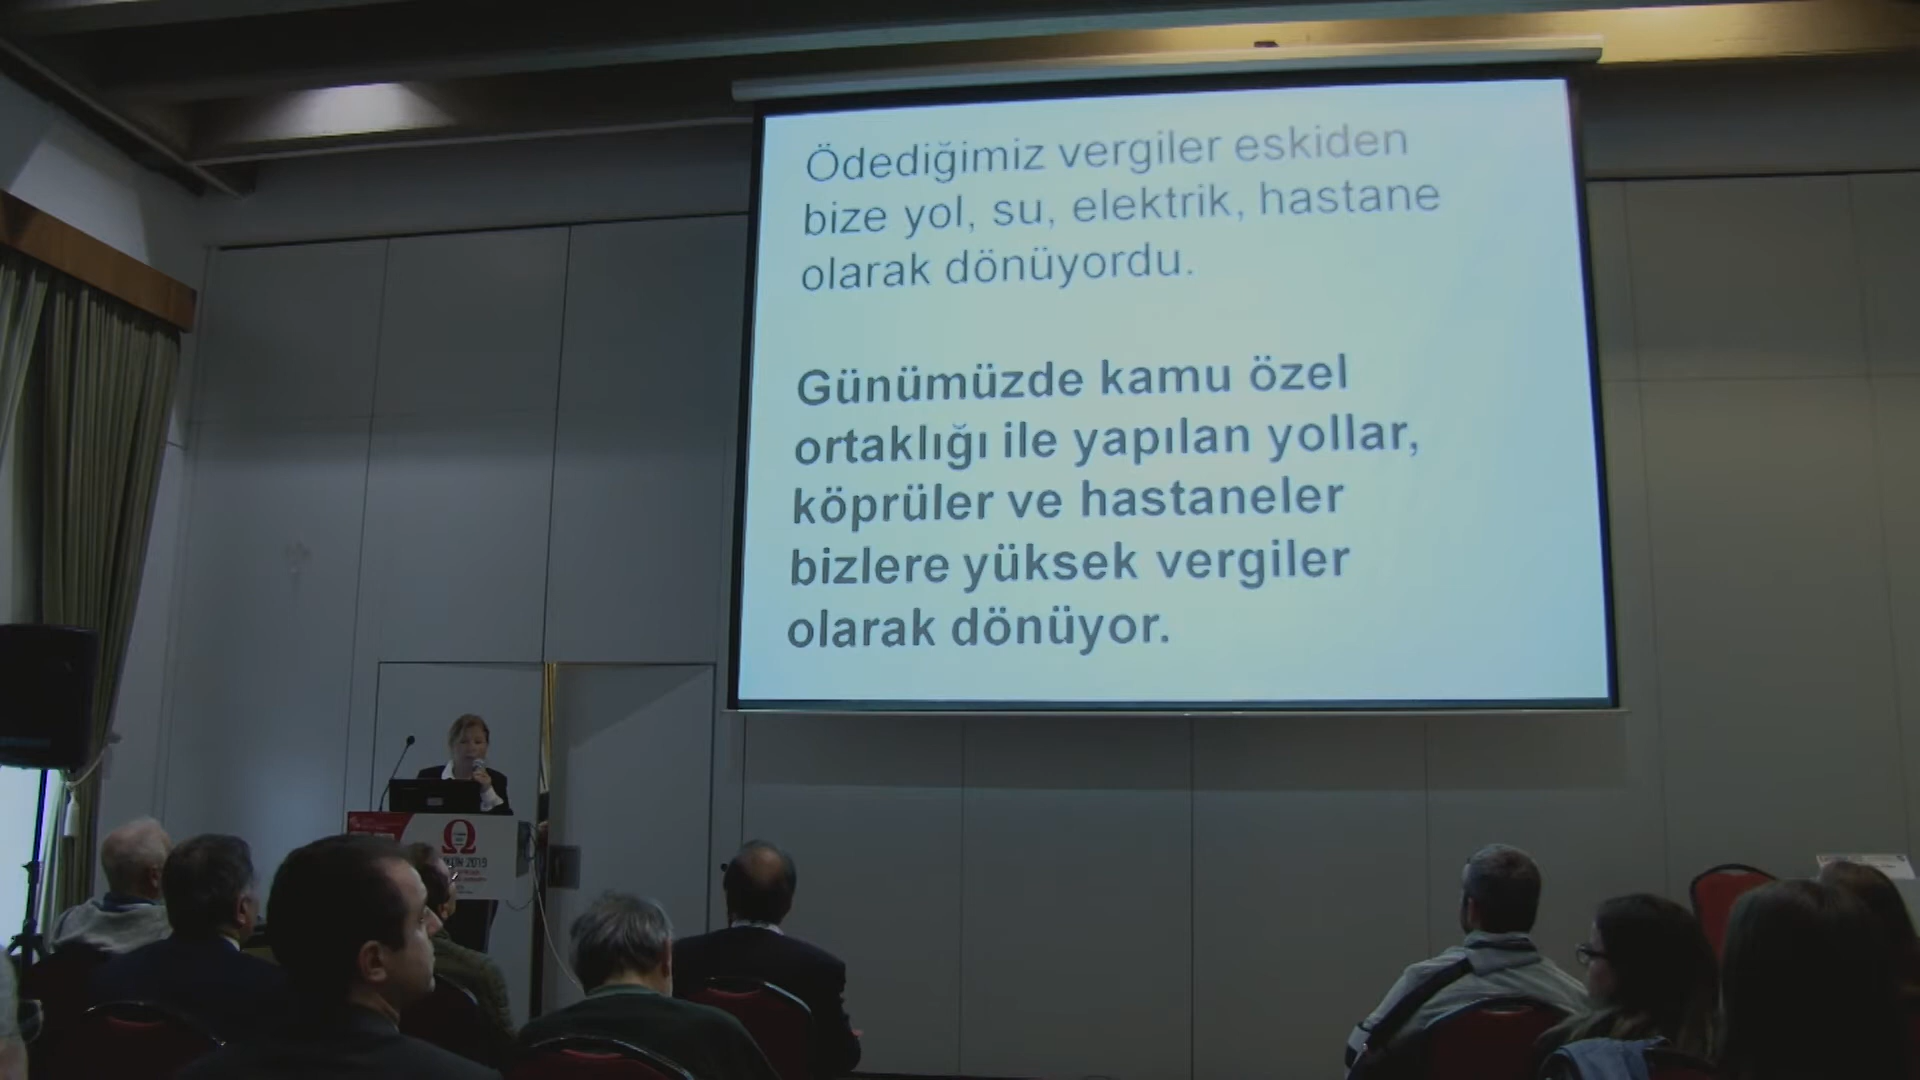 Ödediğimiz vergiler eskiden
bize yol, su, elektrik, hastane
olarak dönüyordu.
Günümüzde kamu özel
ortaklığı ile yapılan yollar,
köprüler ve hastaneler
bizlere yüksek vergiler
olarak dönüyor.
2019